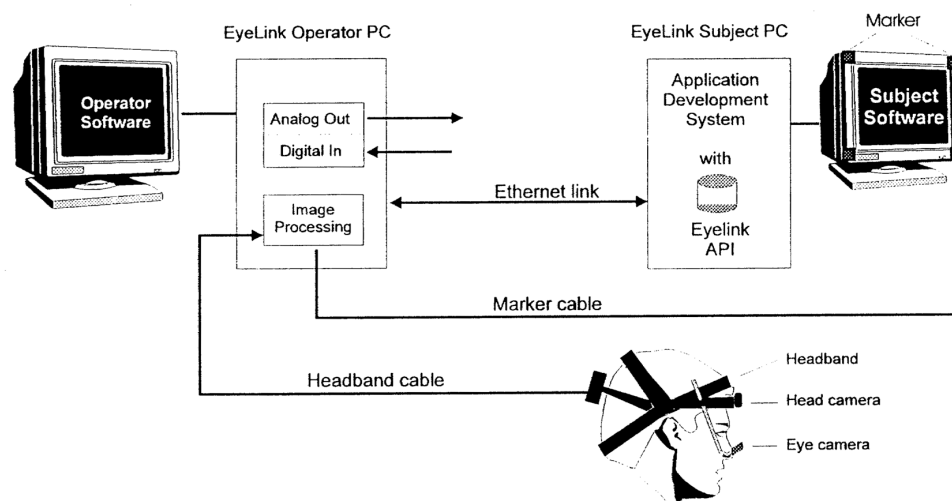 Marker
EyeLink Operator PC
EyeLink Subject PC
Operator
Software
Analog Out
Digital In
Image
Processing
Ethernet link
Application
Development
System
with
Eyelink
API
Subject
Software
Marker cable
Headband cable
Headband
Head camera
Eye camera